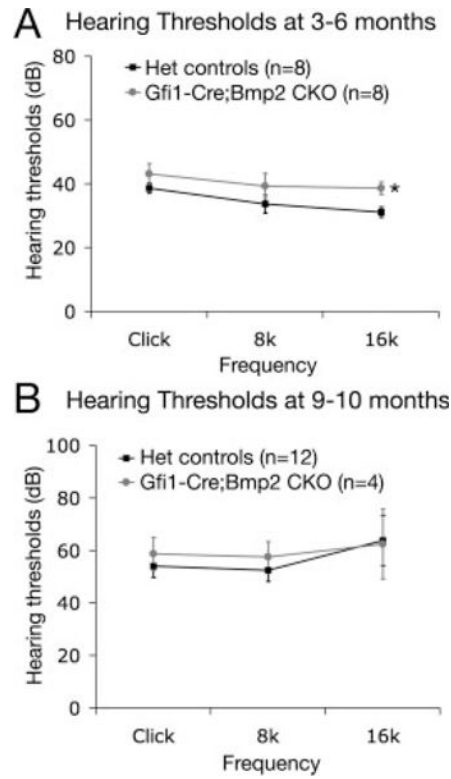 A Hearing Thresholds at 3-6 months
80
60
40
20
0
Hearing thresholds (dB)
Het controls (n=8)
Gfi1-Cre;Bmp2 CKO (n=8)
*
Click 8k 16k
Frequency
B Hearing Thresholds at 9-10 months
100
80
60
40
20
0
Hearing thresholds (dB)
Het controls (n=12)
Gfi1-Cre;Bmp2 CKO (n=4)
Click 8k 16k
Frequency